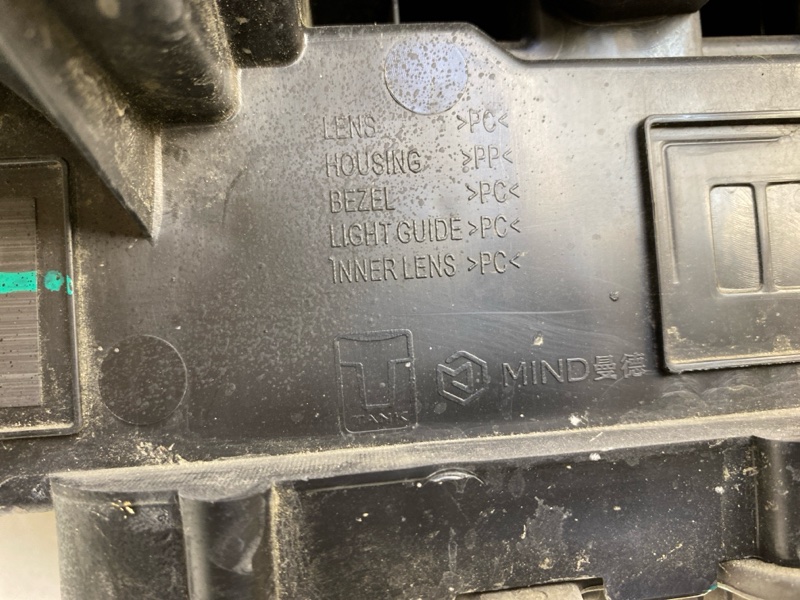 LENS >PC<
HOUSING >PP<
BEZEL >PC<
LIGHT GUIDE >PC<
INNER LENS >PC<
TANK
MIND曼德